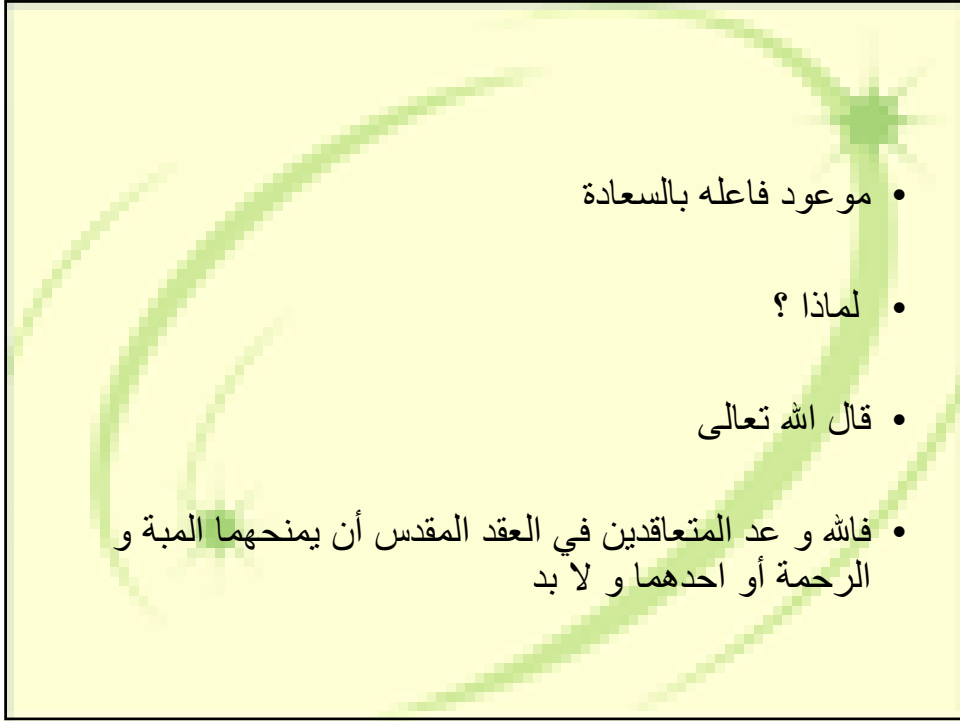 • موعود فاعله بالسعادة
• لماذا ؟
• قال الله تعالى
• فالله و عد المتعاقدين في العقد المقدس أن يمنحهما المبة و
الرحمة أو احدهما و لا بد